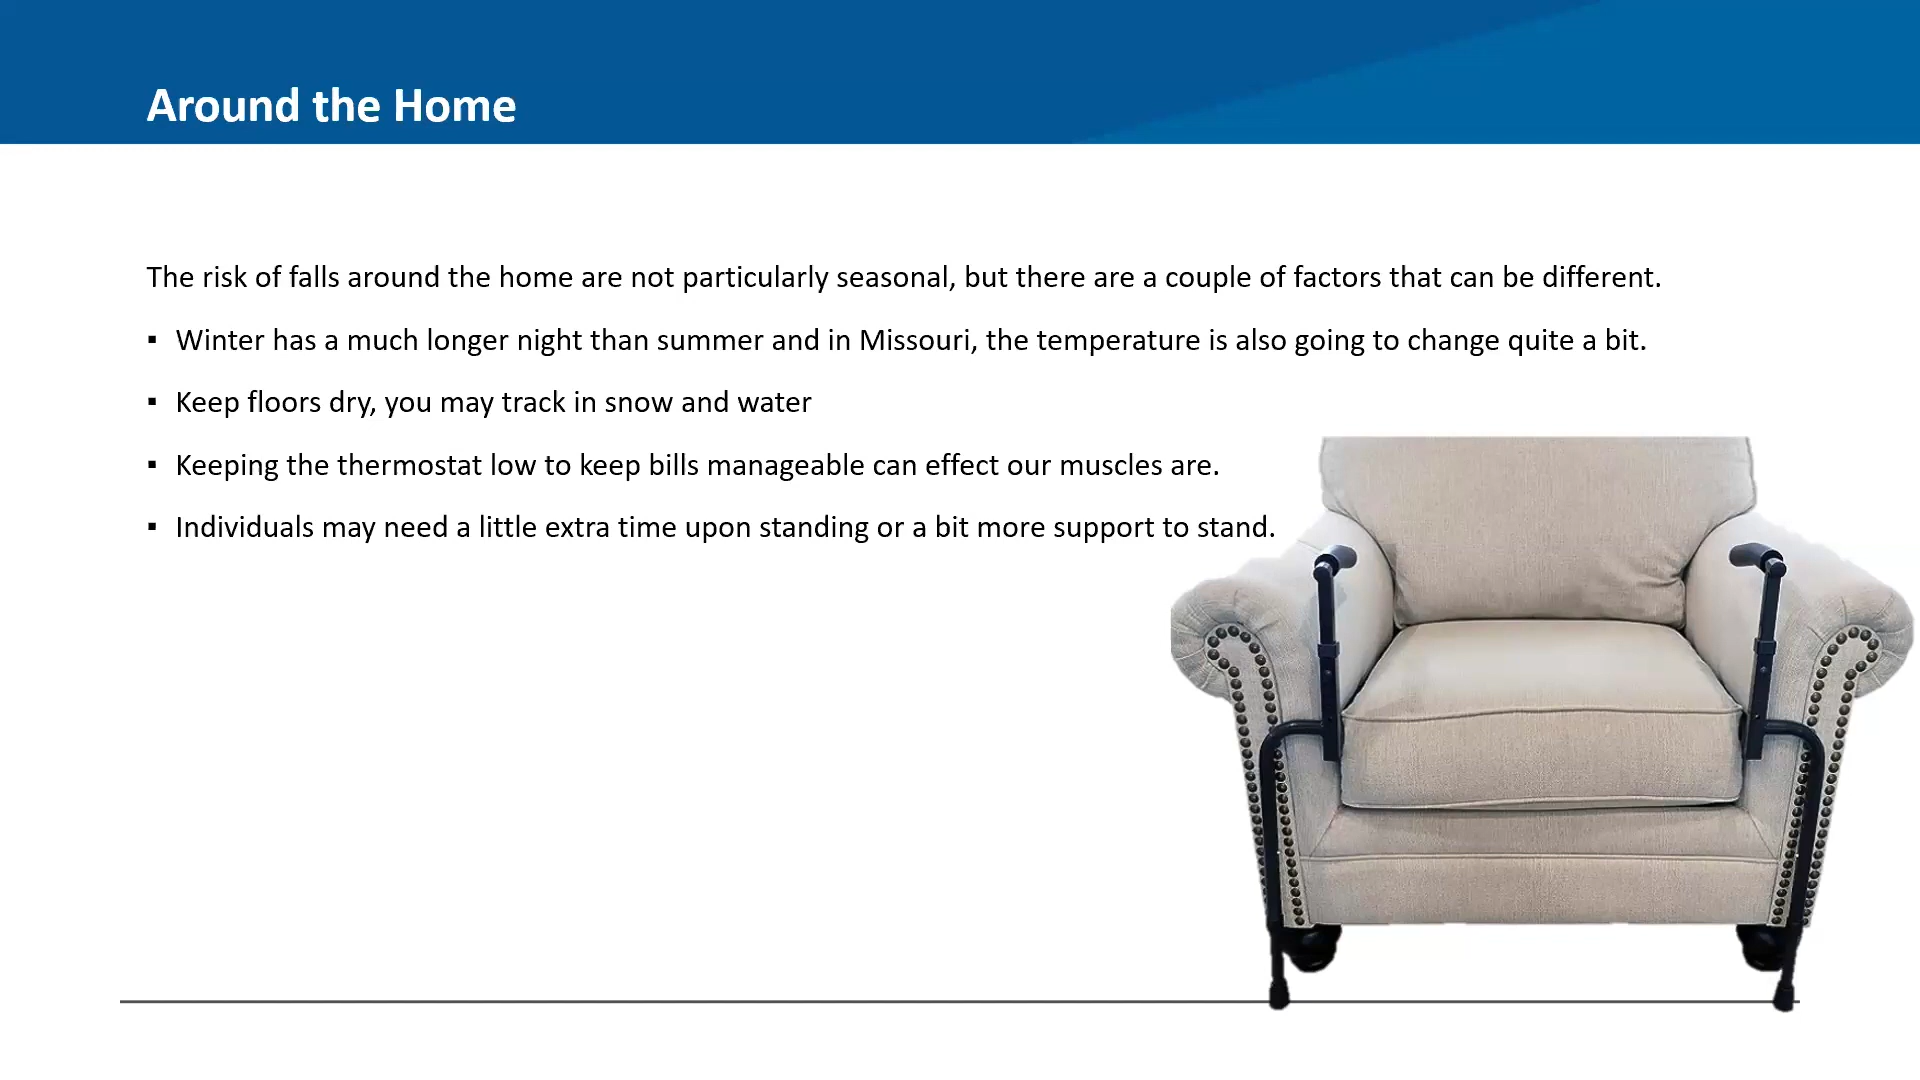 Around the Home
The risk of falls around the home are not particularly seasonal, but there are a couple of factors that can be different.
▪ Winter has a much longer night than summer and in Missouri, the temperature is also going to change quite a bit.
▪ Keep floors dry, you may track in snow and water
▪ Keeping the thermostat low to keep bills manageable can effect our muscles are.
▪ Individuals may need a little extra time upon standing or a bit more support to stand.